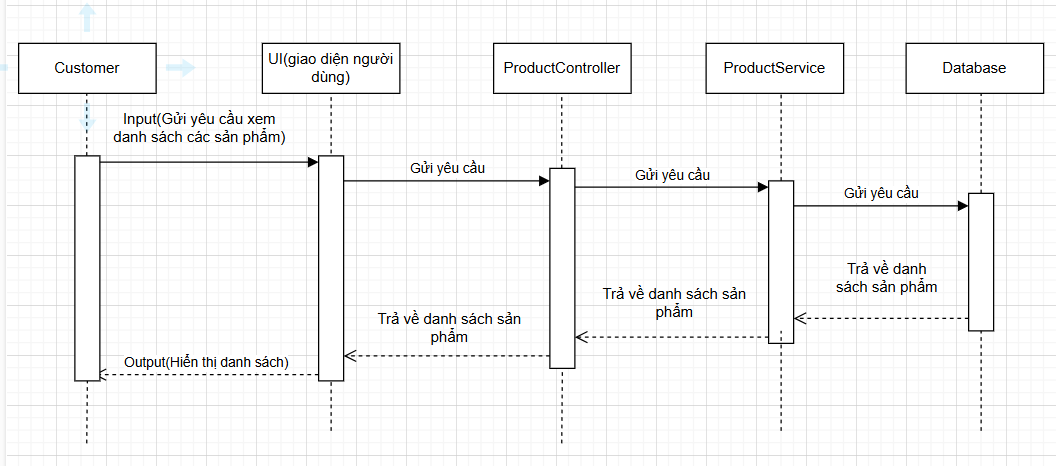 Customer
UI(giao diện người
dùng)
ProductController
ProductService
Database
Input(Gửi yêu cầu xem
danh sách các sản phẩm)
Gửi yêu cầu
Gửi yêu cầu
Gửi yêu cầu
Trả về danh
sách sản phẩm
Trả về danh sách sản
phẩm
Trả về danh sách sản
phẩm
Output(Hiển thị danh sách)